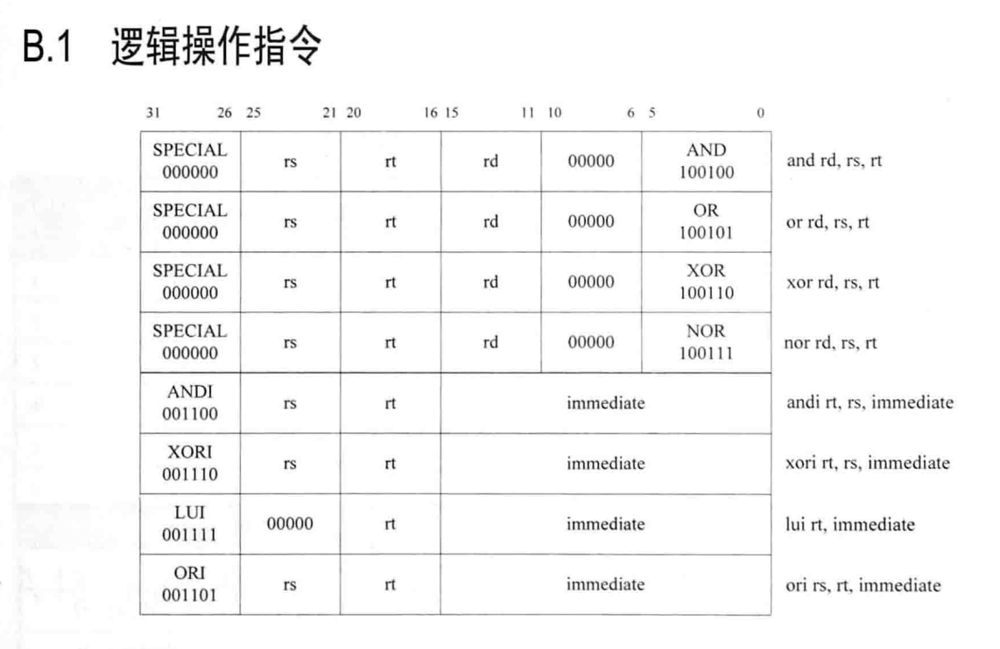 B.1 逻辑操作指令
31 26 25 21 20 16 15 11 10 6 5 0
SPECIAL 000000 rs rt rd 00000 AND 100100 and rd, rs, rt
SPECIAL 000000 rs rt rd 00000 OR 100101 or rd, rs, rt
SPECIAL 000000 rs rt rd 00000 XOR 100110 xor rd, rs, rt
SPECIAL 000000 rs rt rd 00000 NOR 100111 nor rd, rs, rt
ANDI 001100 rs rt immediate andi rt, rs, immediate
XORI 001110 rs rt immediate xori rt, rs, immediate
LUI 001111 00000 rt immediate lui rt, immediate
ORI 001101 rs rt immediate ori rs, rt, immediate